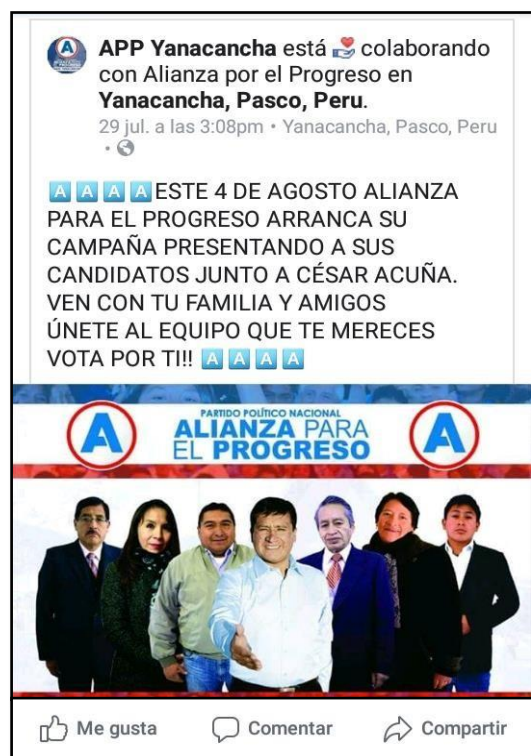 APP Yanacancha está colaborando
con Alianza por el Progreso en
Yanacancha, Pasco, Peru.
29 jul. a las 3:08pm • Yanacancha, Pasco, Peru
•
A A A A ESTE 4 DE AGOSTO ALIANZA
PARA EL PROGRESO ARRANCA SU
CAMPAÑA PRESENTANDO A SUS
CANDIDATOS JUNTO A CÉSAR ACUÑA.
VEN CON TU FAMILIA Y AMIGOS
ÚNETE AL EQUIPO QUE TE MERECES
VOTA POR TI!! A A A A
PARTIDO POLÍTICO NACIONAL
A ALIANZA PARA A
EL PROGRESO
Me gusta Comentar Compartir